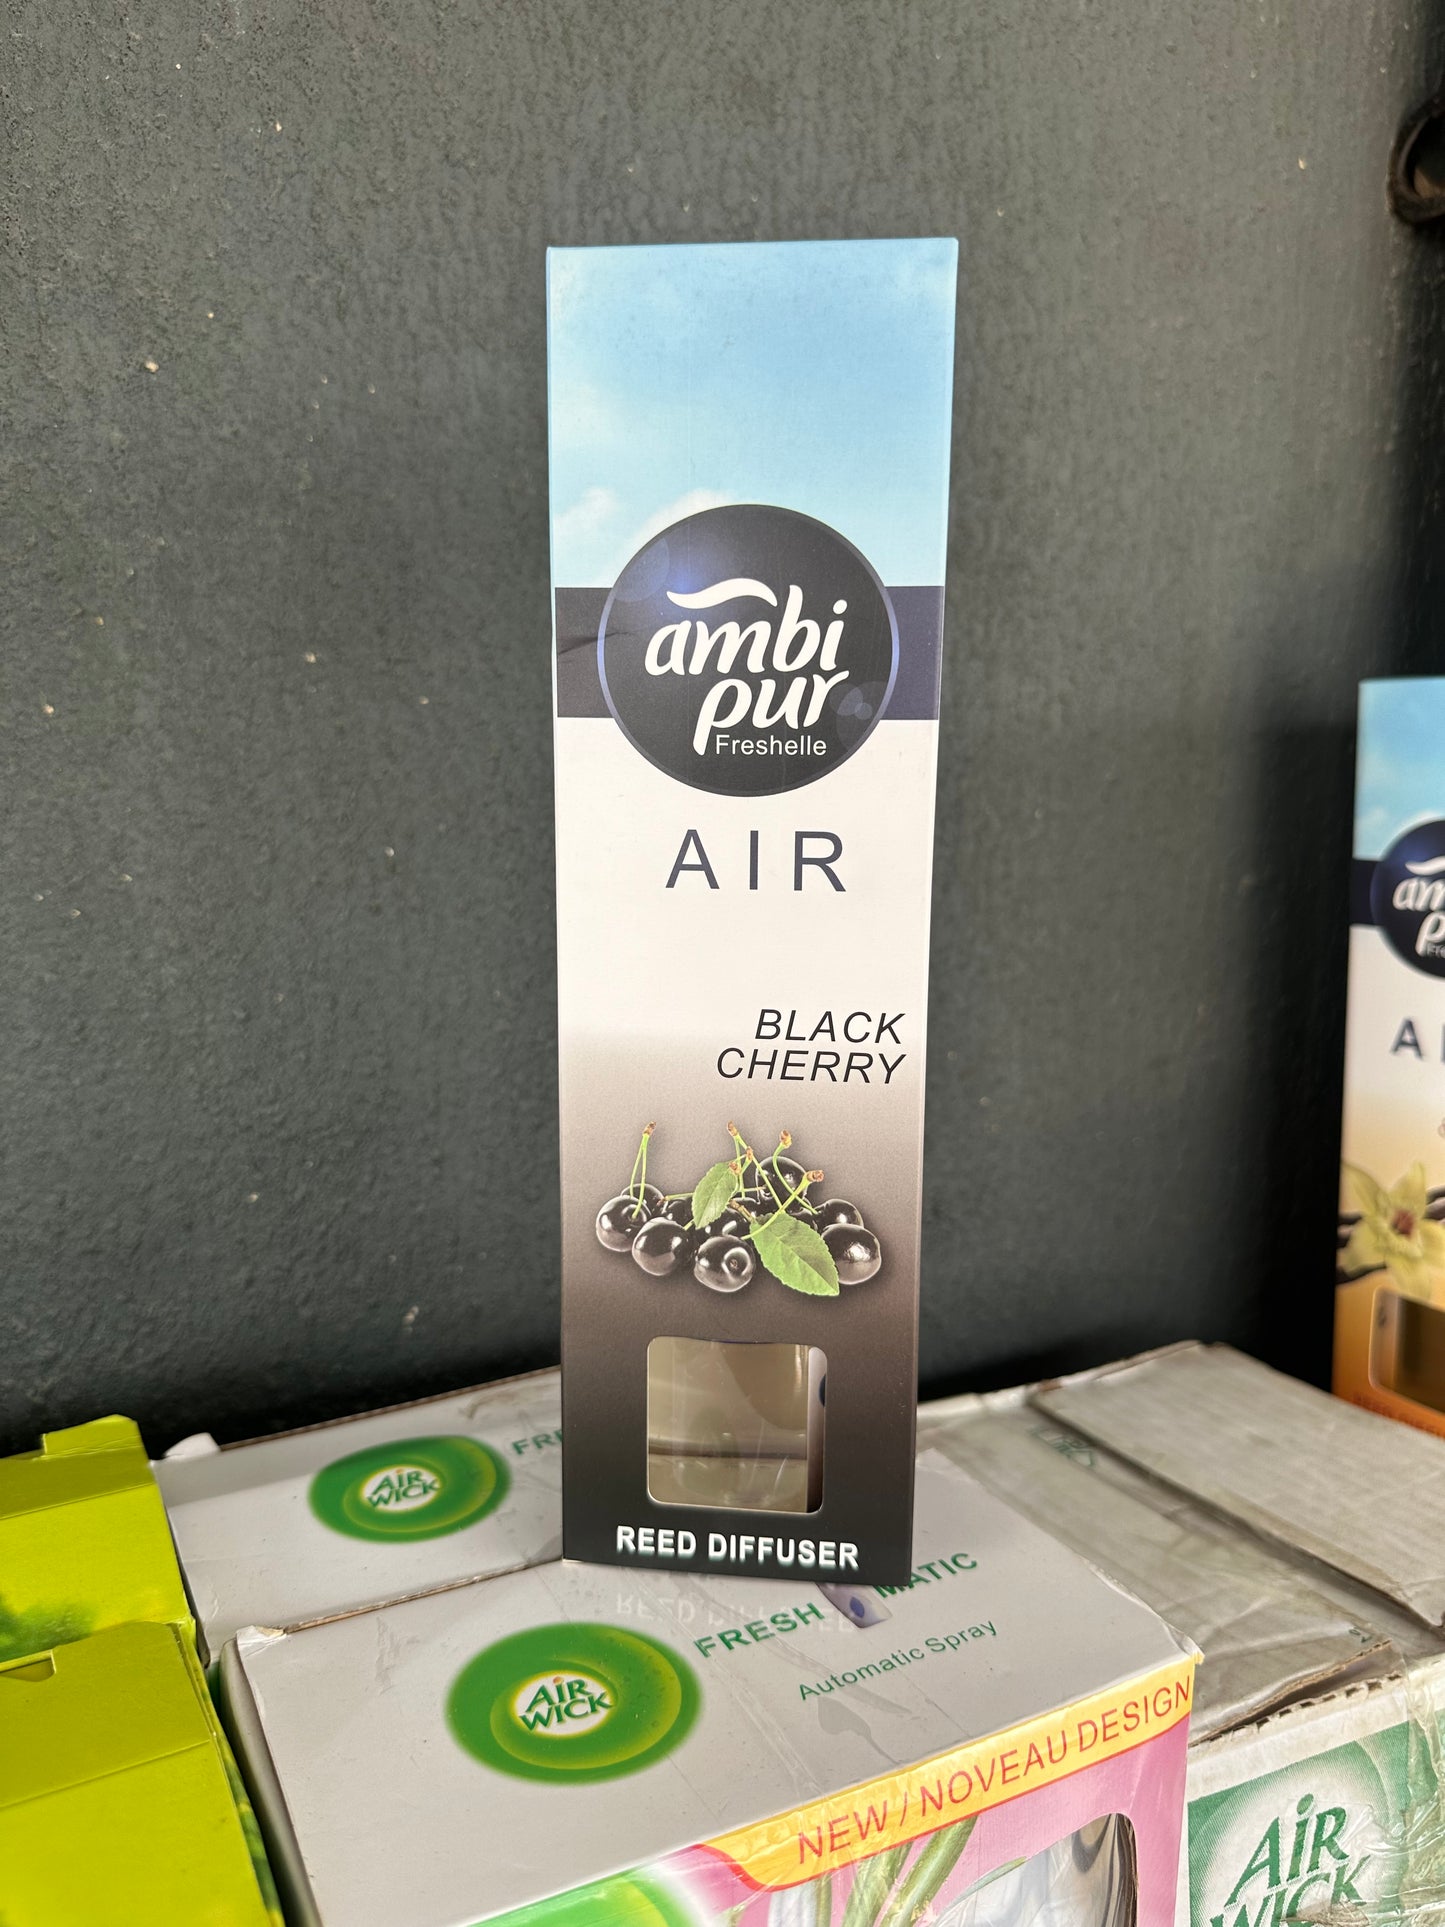 ambi
pur
Freshelle
AIR
BLACK
CHERRY
REED DIFFUSER
AIR
WICK
AIR
WICK
FRESH MATIC
Automatic Spray
NEW / NOVEAU DESIGN
AIR
WICK